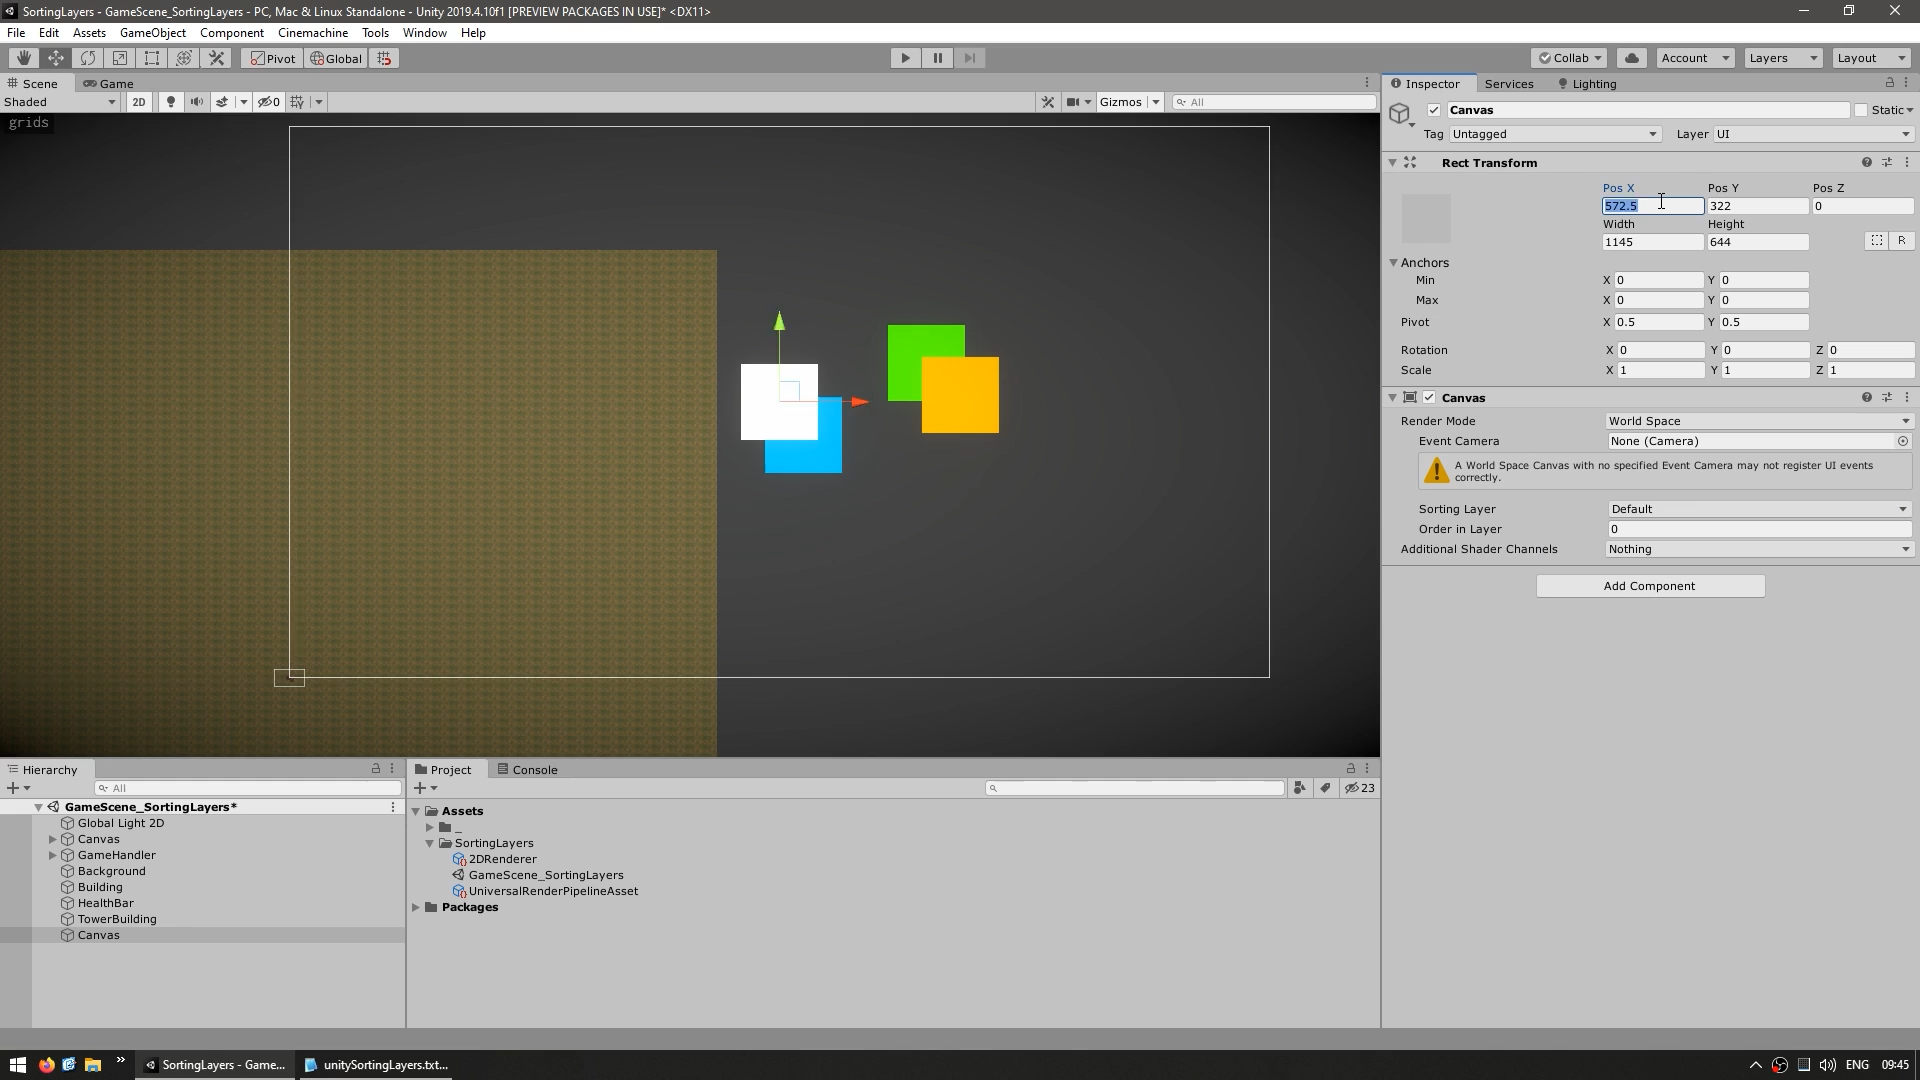 SortingLayers - GameScene_SortingLayers - PC, Mac & Linux Standalone - Unity 2019.4.10f1 [PREVIEW PACKAGES IN USE]* <DX11>
File Edit Assets GameObject Component Cinemachine Tools Window Help
Pivot Global Collab Account Layers Layout
Scene Game Inspector Services Lighting
Shaded 2D 0 Gizmos All
grids
Canvas Static
Tag Untagged Layer UI
Rect Transform
Pos X Pos Y Pos Z
572.5 322 0
Width Height
1145 644 R
Anchors
Min X 0 Y 0
Max X 0 Y 0
Pivot X 0.5 Y 0.5
Rotation X 0 Y 0 Z 0
Scale X 1 Y 1 Z 1
Canvas
Render Mode World Space
Event Camera None (Camera)
A World Space Canvas with no specified Event Camera may not register UI events
correctly.
Sorting Layer Default
Order in Layer 0
Additional Shader Channels Nothing
Add Component
Hierarchy
All
GameScene_SortingLayers*
Global Light 2D
Canvas
GameHandler
Background
Building
HealthBar
TowerBuilding
Canvas
Project Console
23
Assets
_
SortingLayers
2DRenderer
GameScene_SortingLayers
UniversalRenderPipelineAsset
Packages
SortingLayers - Game... unitySortingLayers.txt... ENG 09:45